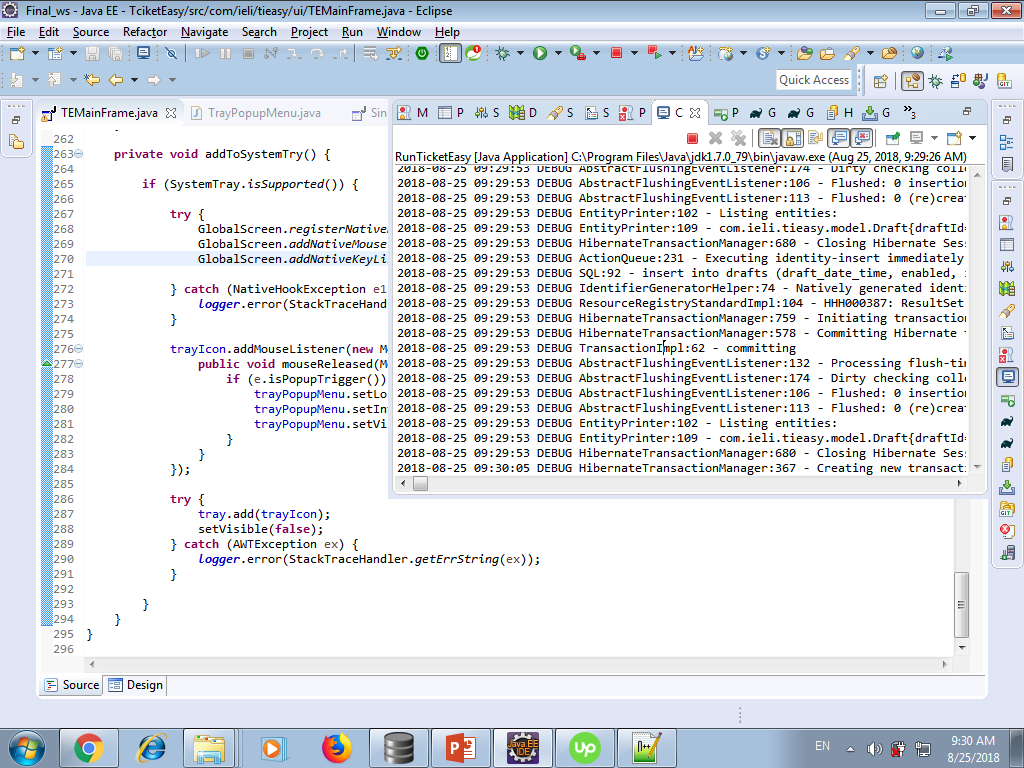 Final_ws - Java EE - TciketEasy/src/com/ieli/tieasy/ui/TEMainFrame.java - Eclipse
File Edit Source Refactor Navigate Search Project Run Window Help
Quick Access
TEMainFrame.java TrayPopupMenu.java Sin
M P S D S S P C P G G H G »3
RunTicketEasy [Java Application] C:\Program Files\Java\jdk1.7.0_79\bin\javaw.exe (Aug 25, 2018, 9:29:26 AM)
2018-08-25 09:29:53 DEBUG AbstractFlushingEventListener:174 - Dirty checking coll
2018-08-25 09:29:53 DEBUG AbstractFlushingEventListener:106 - Flushed: 0 insertion
2018-08-25 09:29:53 DEBUG AbstractFlushingEventListener:113 - Flushed: 0 (re)crea
2018-08-25 09:29:53 DEBUG EntityPrinter:102 - Listing entities:
2018-08-25 09:29:53 DEBUG EntityPrinter:109 - com.ieli.tieasy.model.Draft{draftId=
2018-08-25 09:29:53 DEBUG HibernateTransactionManager:680 - Closing Hibernate Ses
2018-08-25 09:29:53 DEBUG ActionQueue:231 - Executing identity-insert immediately
2018-08-25 09:29:53 DEBUG SQL:92 - insert into drafts (draft_date_time, enabled,
2018-08-25 09:29:53 DEBUG IdentifierGeneratorHelper:74 - Natively generated identi
2018-08-25 09:29:53 DEBUG ResourceRegistryStandardImpl:104 - HHH000387: ResultSet
2018-08-25 09:29:53 DEBUG HibernateTransactionManager:759 - Initiating transaction
2018-08-25 09:29:53 DEBUG HibernateTransactionManager:578 - Committing Hibernate
2018-08-25 09:29:53 DEBUG TransactionImpl:62 - committing
2018-08-25 09:29:53 DEBUG AbstractFlushingEventListener:132 - Processing flush-ti
2018-08-25 09:29:53 DEBUG AbstractFlushingEventListener:174 - Dirty checking coll
2018-08-25 09:29:53 DEBUG AbstractFlushingEventListener:106 - Flushed: 0 insertion
2018-08-25 09:29:53 DEBUG AbstractFlushingEventListener:113 - Flushed: 0 (re)crea
2018-08-25 09:29:53 DEBUG EntityPrinter:102 - Listing entities:
2018-08-25 09:29:53 DEBUG EntityPrinter:109 - com.ieli.tieasy.model.Draft{draftId=
2018-08-25 09:29:53 DEBUG HibernateTransactionManager:680 - Closing Hibernate Ses
2018-08-25 09:30:05 DEBUG HibernateTransactionManager:367 - Creating new transacti
262
263 private void addToSystemTry() {
264
265 if (SystemTray.isSupported()) {
266
267 try {
268 GlobalScreen.registerNative
269 GlobalScreen.addNativeMouse
270 GlobalScreen.addNativeKeyLi
271
272 } catch (NativeHookException e1
273 logger.error(StackTraceHand
274 }
275
276 trayIcon.addMouseListener(new M
277 public void mouseReleased(M
278 if (e.isPopupTrigger())
279 trayPopupMenu.setLo
280 trayPopupMenu.setIn
281 trayPopupMenu.setVi
282 }
283 }
284 });
285
286 try {
287 tray.add(trayIcon);
288 setVisible(false);
289 } catch (AWTException ex) {
290 logger.error(StackTraceHandler.getErrString(ex));
291 }
292
293 }
294 }
295 }
296
Source Design
GIT
Java EE IDE
up
n++
EN
9:30 AM
8/25/2018